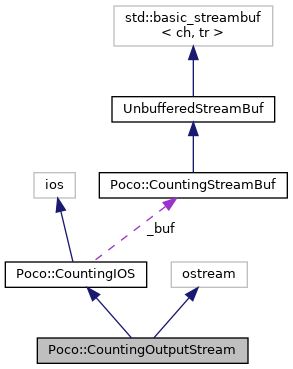 std::basic_streambuf
< ch, tr >
UnbufferedStreamBuf
ios
Poco::CountingStreamBuf
_buf
Poco::CountingIOS
ostream
Poco::CountingOutputStream